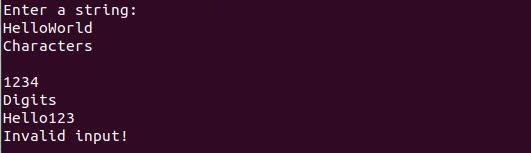 Enter a string:
HelloWorld
Characters
1234
Digits
Hello123
Invalid input!